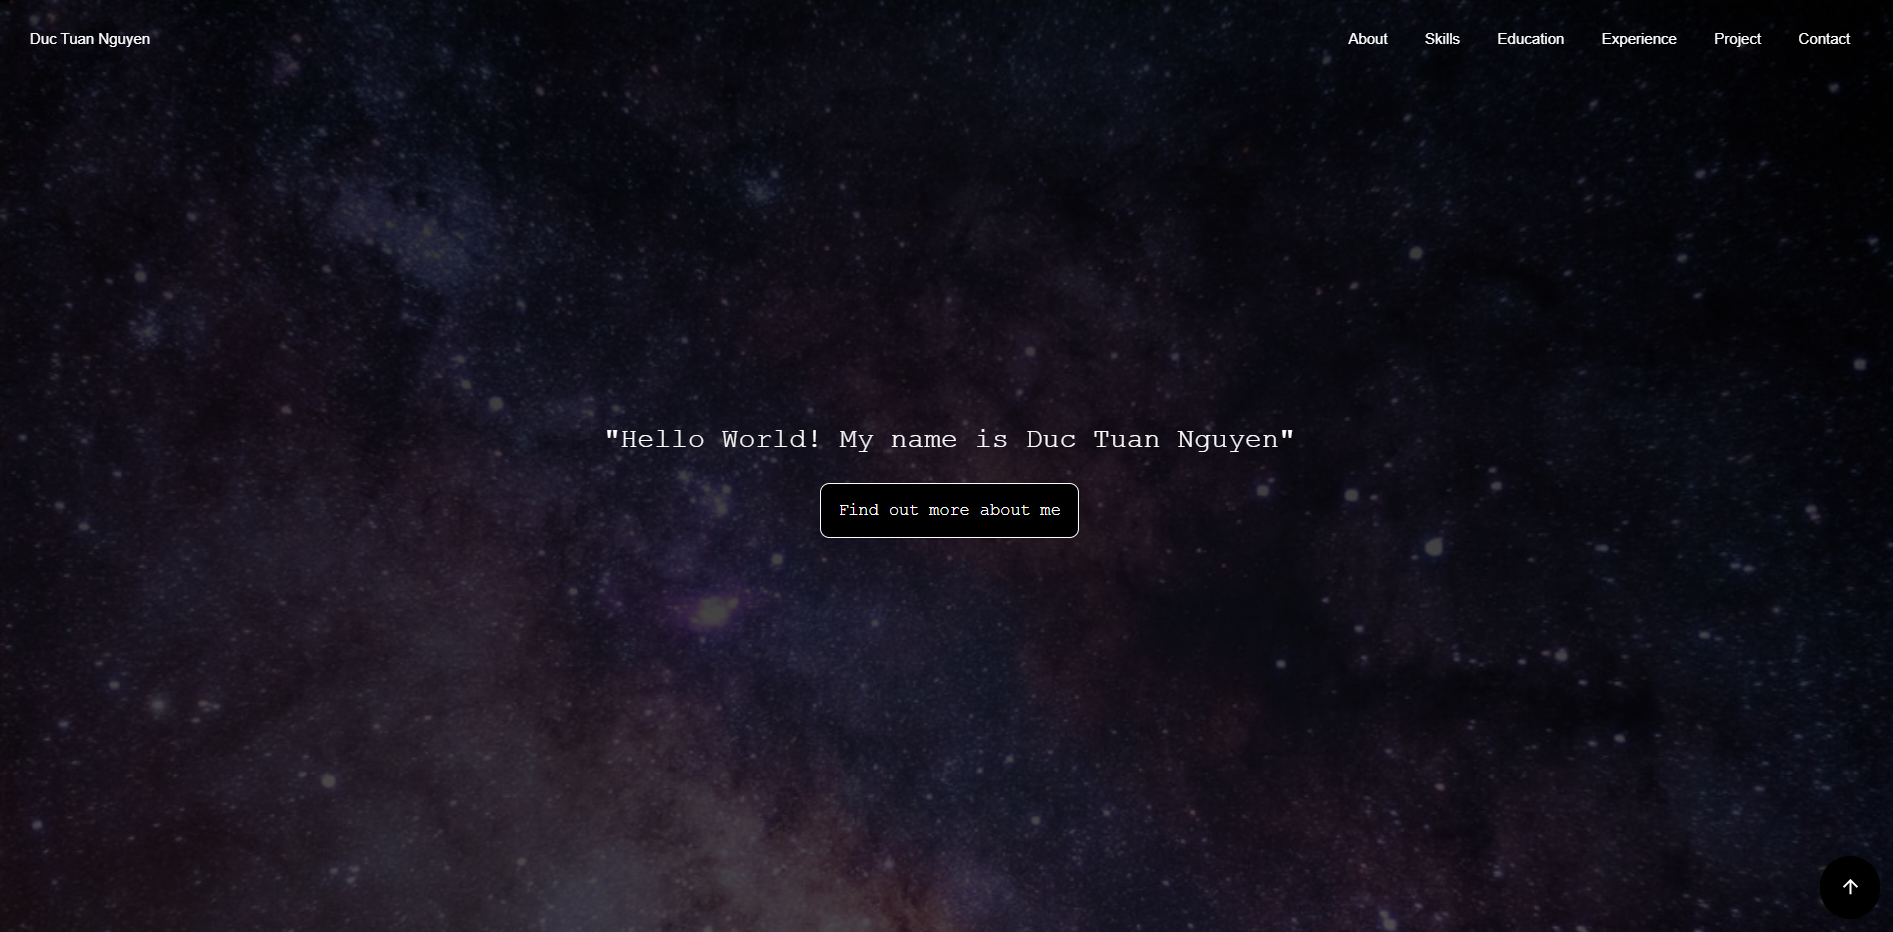 Duc Tuan Nguyen
About Skills Education Experience Project Contact
"Hello World! My name is Duc Tuan Nguyen"
Find out more about me